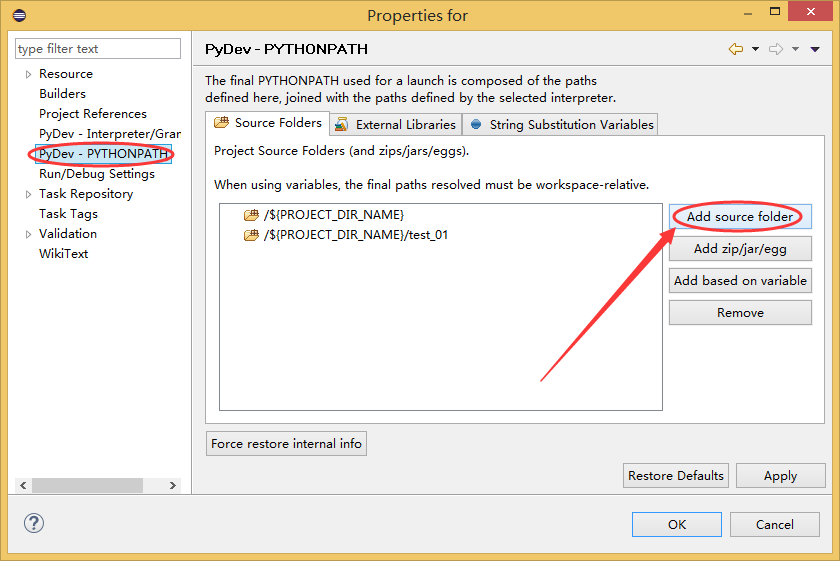 Properties for
type filter text
Resource
Builders
Project References
PyDev - Interpreter/Gran
PyDev - PYTHONPATH
Run/Debug Settings
Task Repository
Task Tags
Validation
WikiText
PyDev - PYTHONPATH
The final PYTHONPATH used for a launch is composed of the paths
defined here, joined with the paths defined by the selected interpreter.
Source Folders
External Libraries
String Substitution Variables
Project Source Folders (and zips/jars/eggs).
When using variables, the final paths resolved must be workspace-relative.
/${PROJECT_DIR_NAME}
/${PROJECT_DIR_NAME}/test_01
Add source folder
Add zip/jar/egg
Add based on variable
Remove
Force restore internal info
Restore Defaults
Apply
?
OK
Cancel